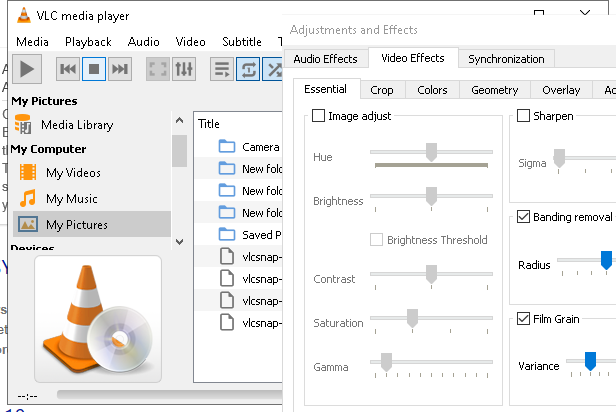 VLC media player
Media Playback Audio Video Subtitle
My Pictures
Media Library
My Computer
My Videos
My Music
My Pictures
Devices
--:--
Title
Camera
New fold
New fold
New fold
Saved P
vlcsnap-
vlcsnap-
vlcsnap-
vlcsnap-
Adjustments and Effects
Audio Effects Video Effects Synchronization
Essential Crop Colors Geometry Overlay
Image adjust
Hue
Brightness
Brightness Threshold
Contrast
Saturation
Gamma
Sharpen
Sigma
Banding removal
Radius
Film Grain
Variance